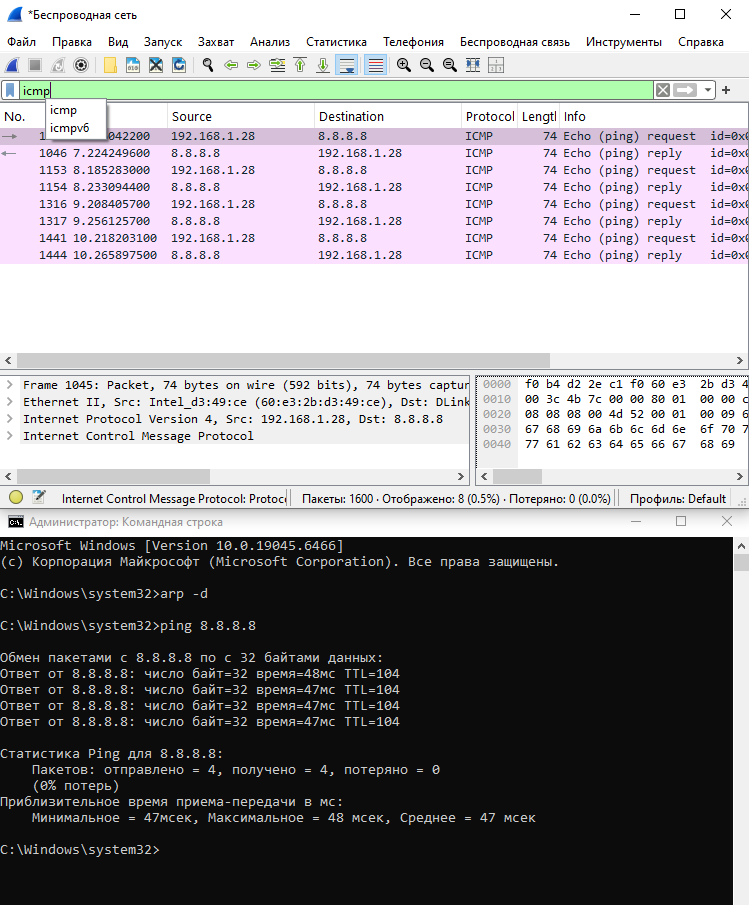 *Беспроводная сеть
Файл Правка Вид Запуск Захват Анализ Статистика Телефония Беспроводная связь Инструменты Справка
icmp
icmp
icmpv6
No. Source Destination Protocol Lengtl Info
042200 192.168.1.28 8.8.8.8 ICMP 74 Echo (ping) request id=0x0
1046 7.224249600 8.8.8.8 192.168.1.28 ICMP 74 Echo (ping) reply id=0x0
1153 8.185283000 192.168.1.28 8.8.8.8 ICMP 74 Echo (ping) request id=0x0
1154 8.233094400 8.8.8.8 192.168.1.28 ICMP 74 Echo (ping) reply id=0x0
1316 9.208405700 192.168.1.28 8.8.8.8 ICMP 74 Echo (ping) request id=0x0
1317 9.256125700 8.8.8.8 192.168.1.28 ICMP 74 Echo (ping) reply id=0x0
1441 10.218203100 192.168.1.28 8.8.8.8 ICMP 74 Echo (ping) request id=0x0
1444 10.265897500 8.8.8.8 192.168.1.28 ICMP 74 Echo (ping) reply id=0x0
Frame 1045: Packet, 74 bytes on wire (592 bits), 74 bytes captur
Ethernet II, Src: Intel_d3:49:ce (60:e3:2b:d3:49:ce), Dst: DLink
Internet Protocol Version 4, Src: 192.168.1.28, Dst: 8.8.8.8
Internet Control Message Protocol
0000 f0 b4 d2 2e c1 f0 60 e3 2b d3 4
0010 00 3c 4b 7c 00 00 80 01 00 00 c
0020 08 08 08 00 4d 52 00 01 00 09 6
0030 67 68 69 6a 6b 6c 6d 6e 6f 70 7
0040 77 61 62 63 64 65 66 67 68 69
Internet Control Message Protocol: Protoc
Пакеты: 1600 · Отображено: 8 (0.5%) · Потеряно: 0 (0.0%)
Профиль: Default
Администратор: Командная строка
Microsoft Windows [Version 10.0.19045.6466]
(c) Корпорация Майкрософт (Microsoft Corporation). Все права защищены.
C:\Windows\system32>arp -d
C:\Windows\system32>ping 8.8.8.8
Обмен пакетами с 8.8.8.8 по с 32 байтами данных:
Ответ от 8.8.8.8: число байт=32 время=48мс TTL=104
Ответ от 8.8.8.8: число байт=32 время=47мс TTL=104
Ответ от 8.8.8.8: число байт=32 время=47мс TTL=104
Ответ от 8.8.8.8: число байт=32 время=47мс TTL=104
Статистика Ping для 8.8.8.8:
Пакетов: отправлено = 4, получено = 4, потеряно = 0
(0% потерь)
Приблизительное время приема-передачи в мс:
Минимальное = 47мсек, Максимальное = 48 мсек, Среднее = 47 мсек
C:\Windows\system32>